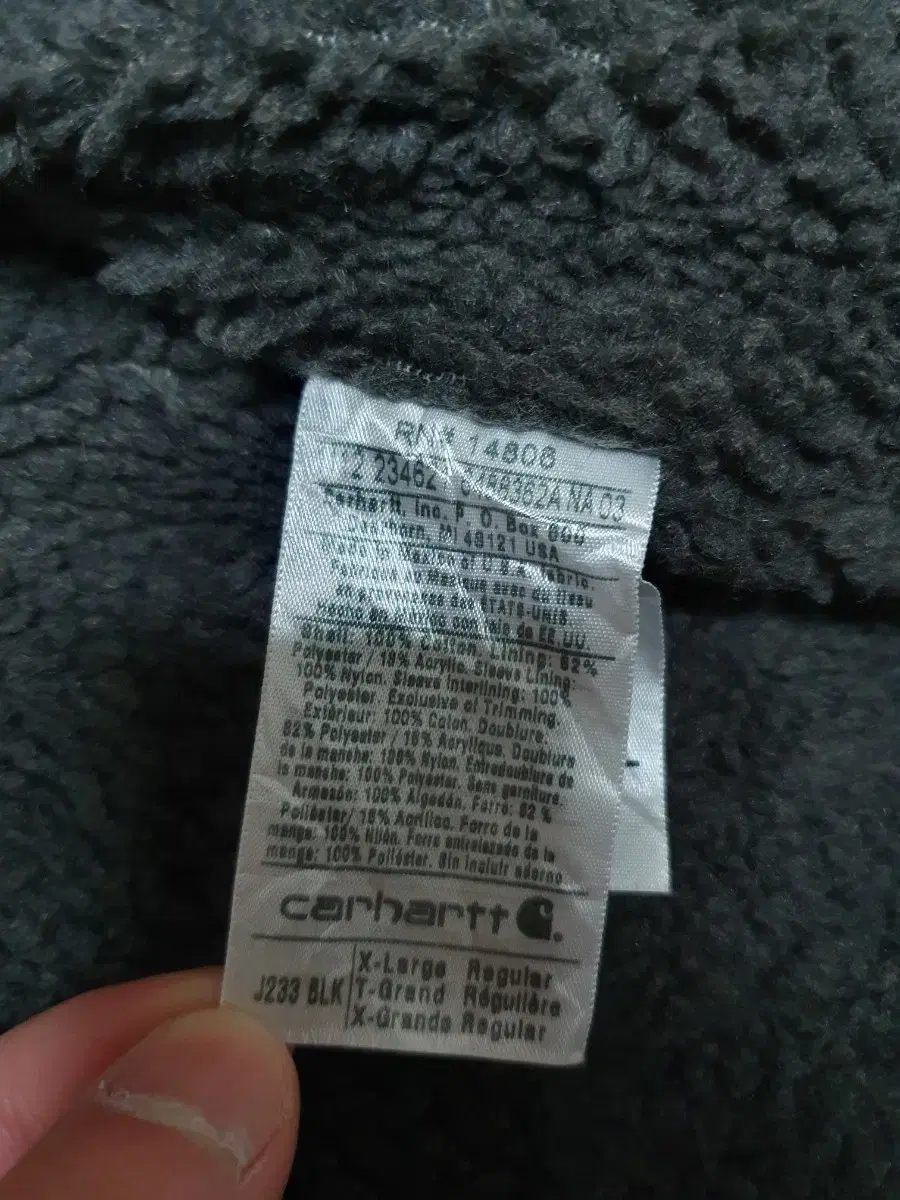 RN# 14806
23462 0459362A NA 03
Carhartt, Inc. P. O. Box 600
Dearborn, MI 48121 USA
Made in Mexico of U.S.A. fabric.
Fabriqué au Mexique avec du tissu
en provenance des ÉTATS-UNIS
Hecho en con tela de EE.UU.
Shell: 100% Cotton. Lining: 82%
Polyester / 18% Acrylic. Sleeve Lining:
100% Nylon. Sleeve Interlining: 100%
Polyester. Exclusive of Trimming.
Extérieur: 100% Coton. Doublure.
82% Polyester / 18% Acrylique. Doublure
de la manche: 100% Nylon. Entredoublure de
la manche: 100% Polyester. Sans garniture.
Armazón: 100% Algodón. Forro: 82 %
Poliéster/ 18% Acrílico. Forro de la
manga: 100% Nilón. Forro entrelazado de la
manga: 100% Poliéster. Sin incluir adorno
carhartt
J233 BLK
X-Large Regular
T-Grand Régulière
X-Grande Regular